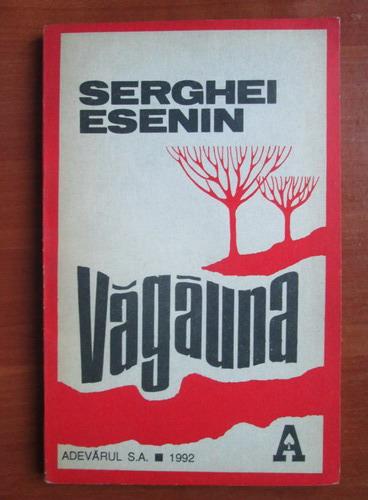 SERGHEI
ESENIN
Văgăuna
ADEVĂRUL S.A. ■ 1992
A